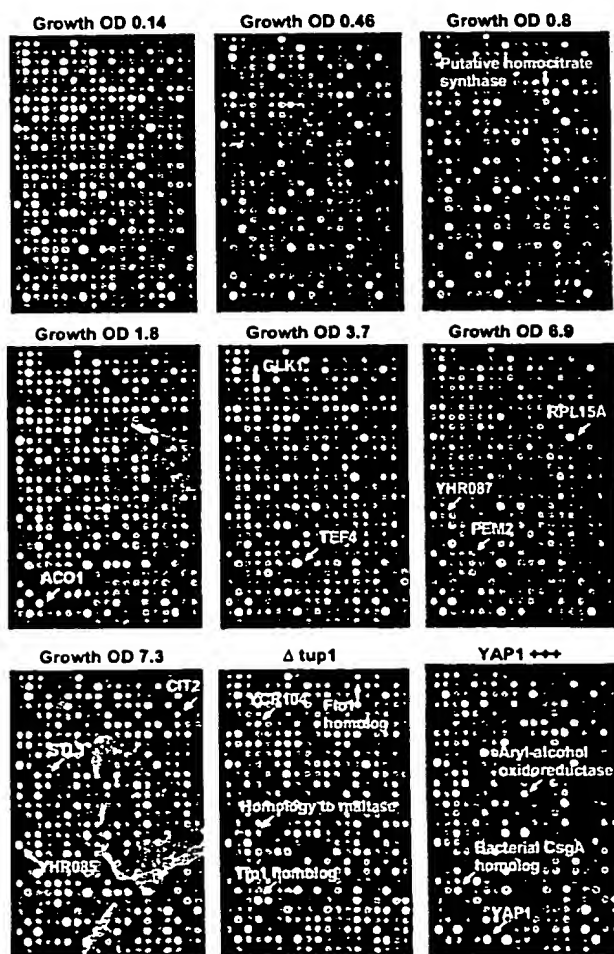 Growth OD 0.14
Growth OD 0.46
Growth OD 0.8
Putative homocitrate
synthase
Growth OD 1.8
Growth OD 3.7
Growth OD 6.9
GLK1
RPL15A
YHR087
PEM2
TEF4
ACO1
Growth OD 7.3
Δ tup1
YAP1 +++
CIT2
YCR104
Flo1
homolog
Aryl-alcohol
oxidoreductase
Homology to maltase
YHR085
Bacterial CsgA
homolog
Tip1 homolog
YAP1